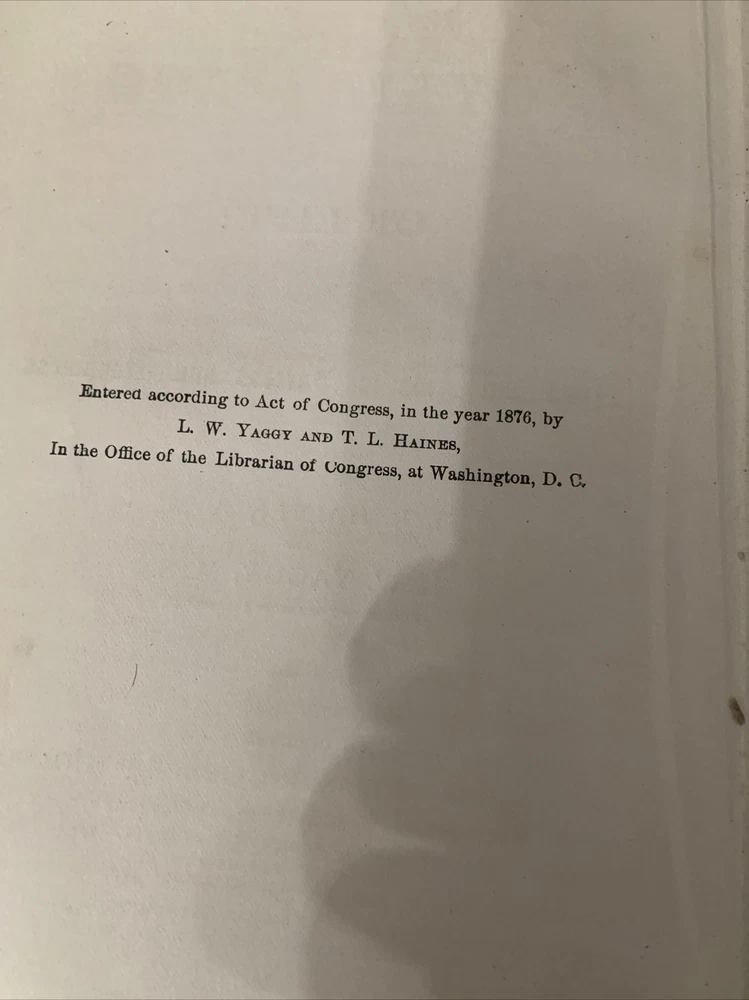 Entered according to Act of Congress, in the year 1876, by
L. W. YAGGY AND T. L. HAINES,
In the Office of the Librarian of Congress, at Washington, D. C.